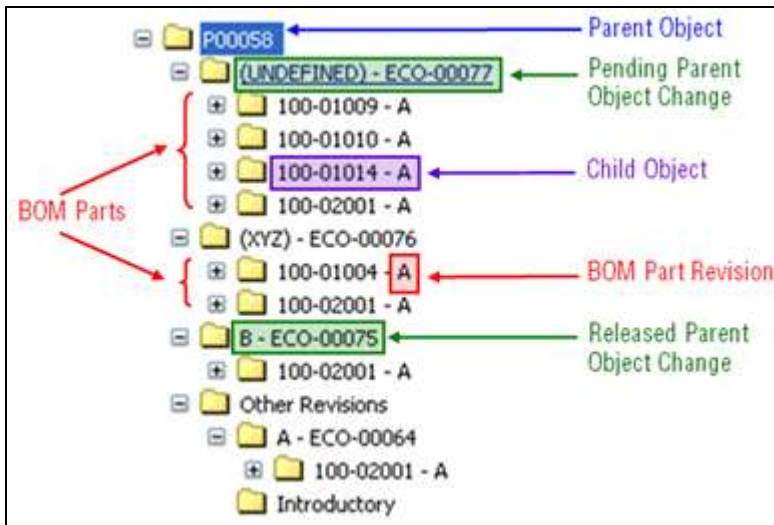 P00058
Parent Object
(UNDEFINED) - ECO-00077
Pending Parent
Object Change
100-01009 - A
100-01010 - A
100-01014 - A
Child Object
100-02001 - A
BOM Parts
(XYZ) - ECO-00076
100-01004 - A
BOM Part Revision
100-02001 - A
B - ECO-00075
Released Parent
Object Change
100-02001 - A
Other Revisions
A - ECO-00064
100-02001 - A
Introductory